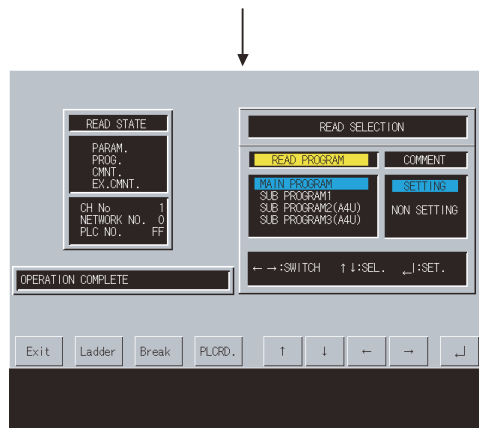 READ STATE
PARAM.
PROG.
CMNT.
EX.CMNT.
CH No 1
NETWORK NO. 0
PLC NO. FF
OPERATION COMPLETE
READ SELECTION
READ PROGRAM COMMENT
MAIN PROGRAM SETTING
SUB PROGRAM1
SUB PROGRAM2(A4U) NON SETTING
SUB PROGRAM3(A4U)
←→:SWITCH ↑↓:SEL. ↵:SET.
Exit Ladder Break PLCRD. ↑ ↓ ← → ↵